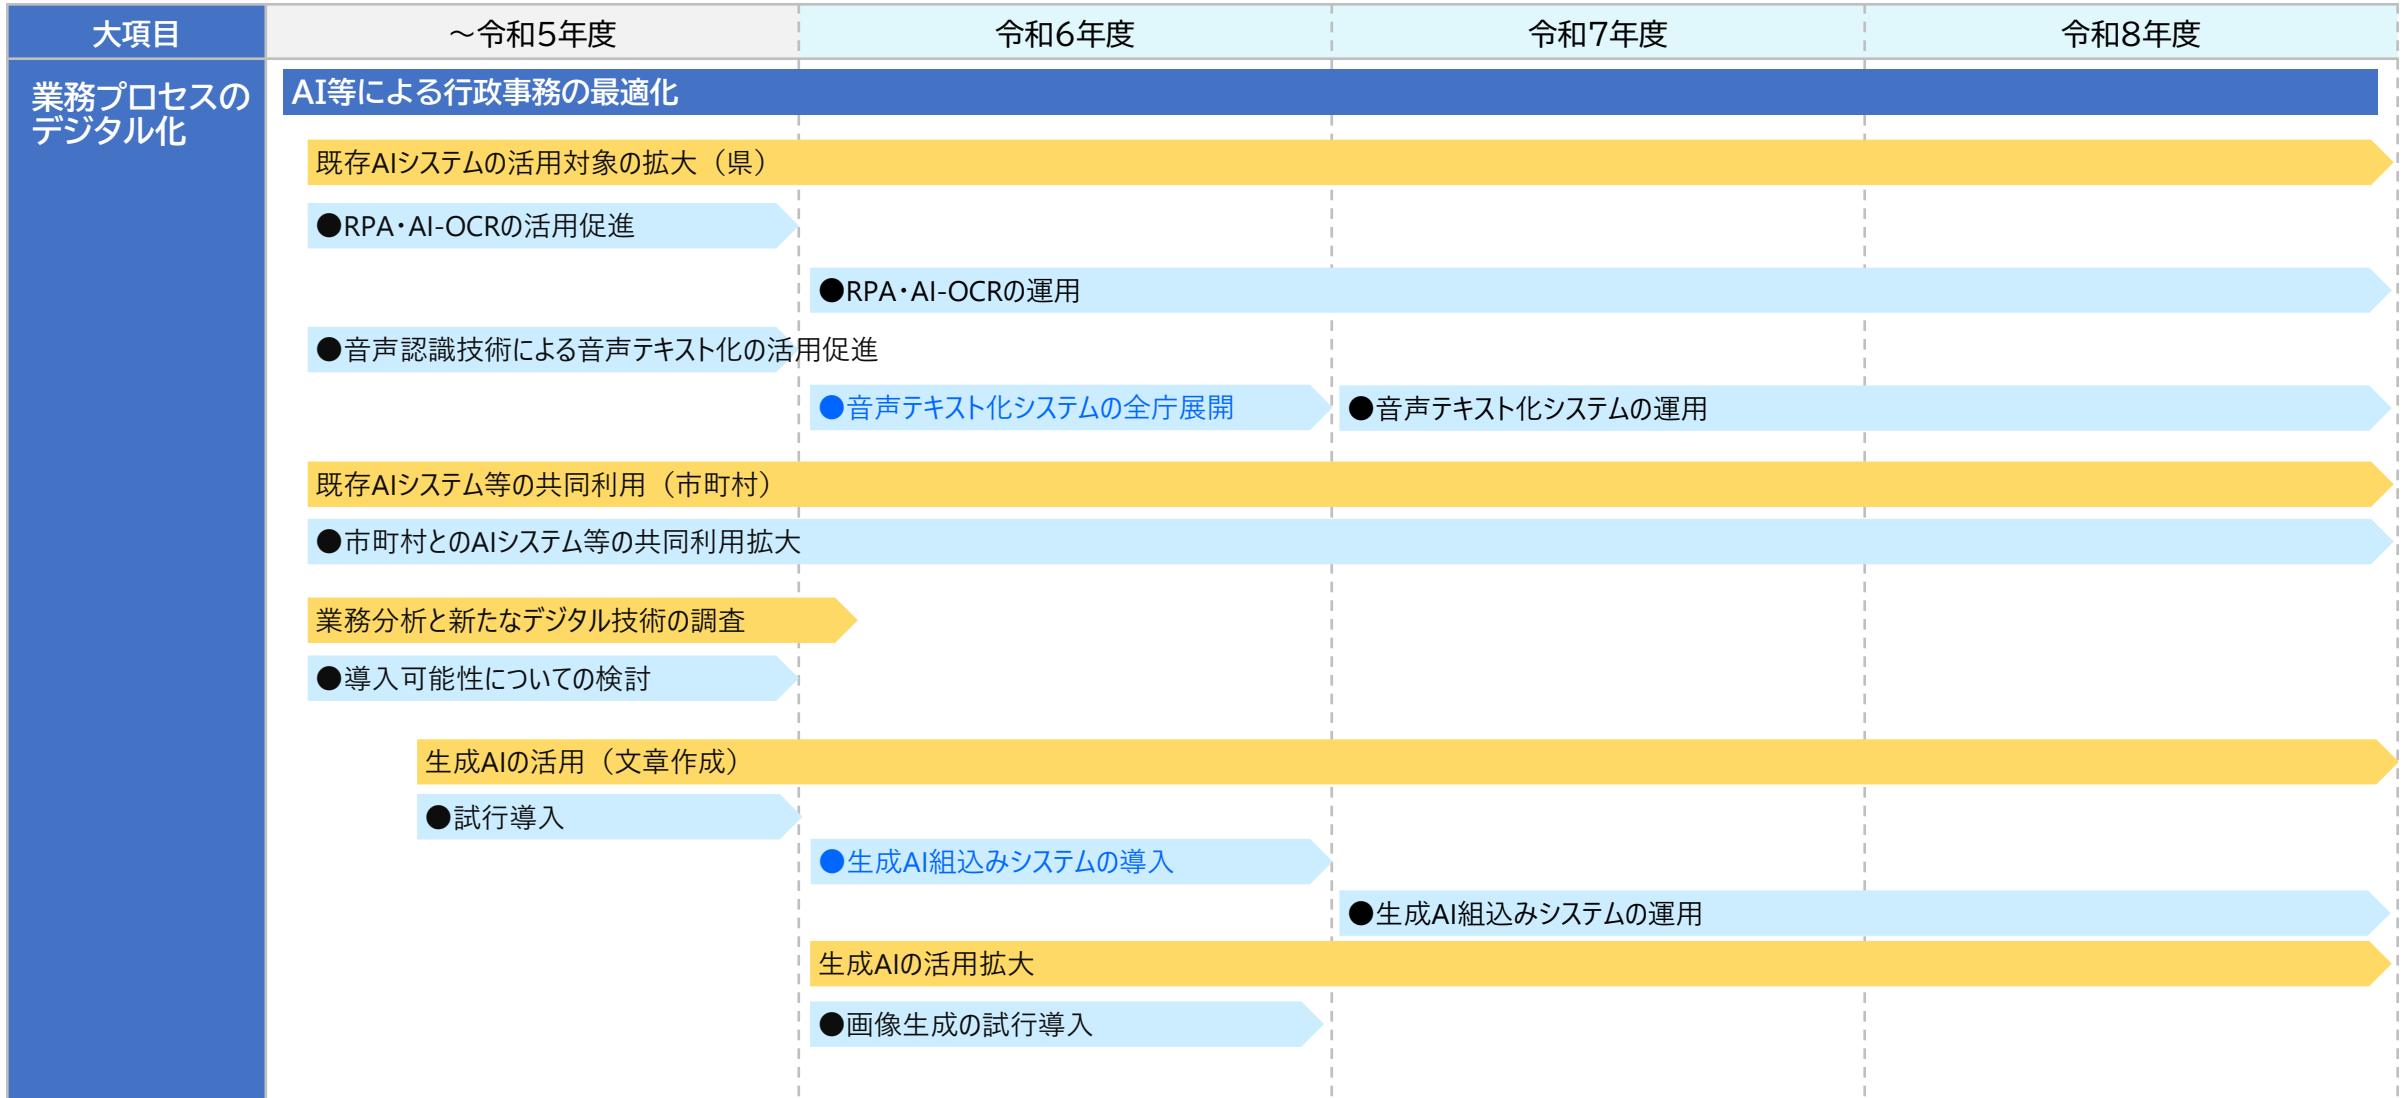 大項目
～令和5年度
令和6年度
令和7年度
令和8年度
業務プロセスの
デジタル化
AI等による行政事務の最適化
既存AIシステムの活用対象の拡大（県）
●RPA・AI-OCRの活用促進
●RPA・AI-OCRの運用
●音声認識技術による音声テキスト化の活用促進
●音声テキスト化システムの全庁展開
●音声テキスト化システムの運用
既存AIシステム等の共同利用（市町村）
●市町村とのAIシステム等の共同利用拡大
業務分析と新たなデジタル技術の調査
●導入可能性についての検討
生成AIの活用（文章作成）
●試行導入
●生成AI組込みシステムの導入
●生成AI組込みシステムの運用
生成AIの活用拡大
●画像生成の試行導入